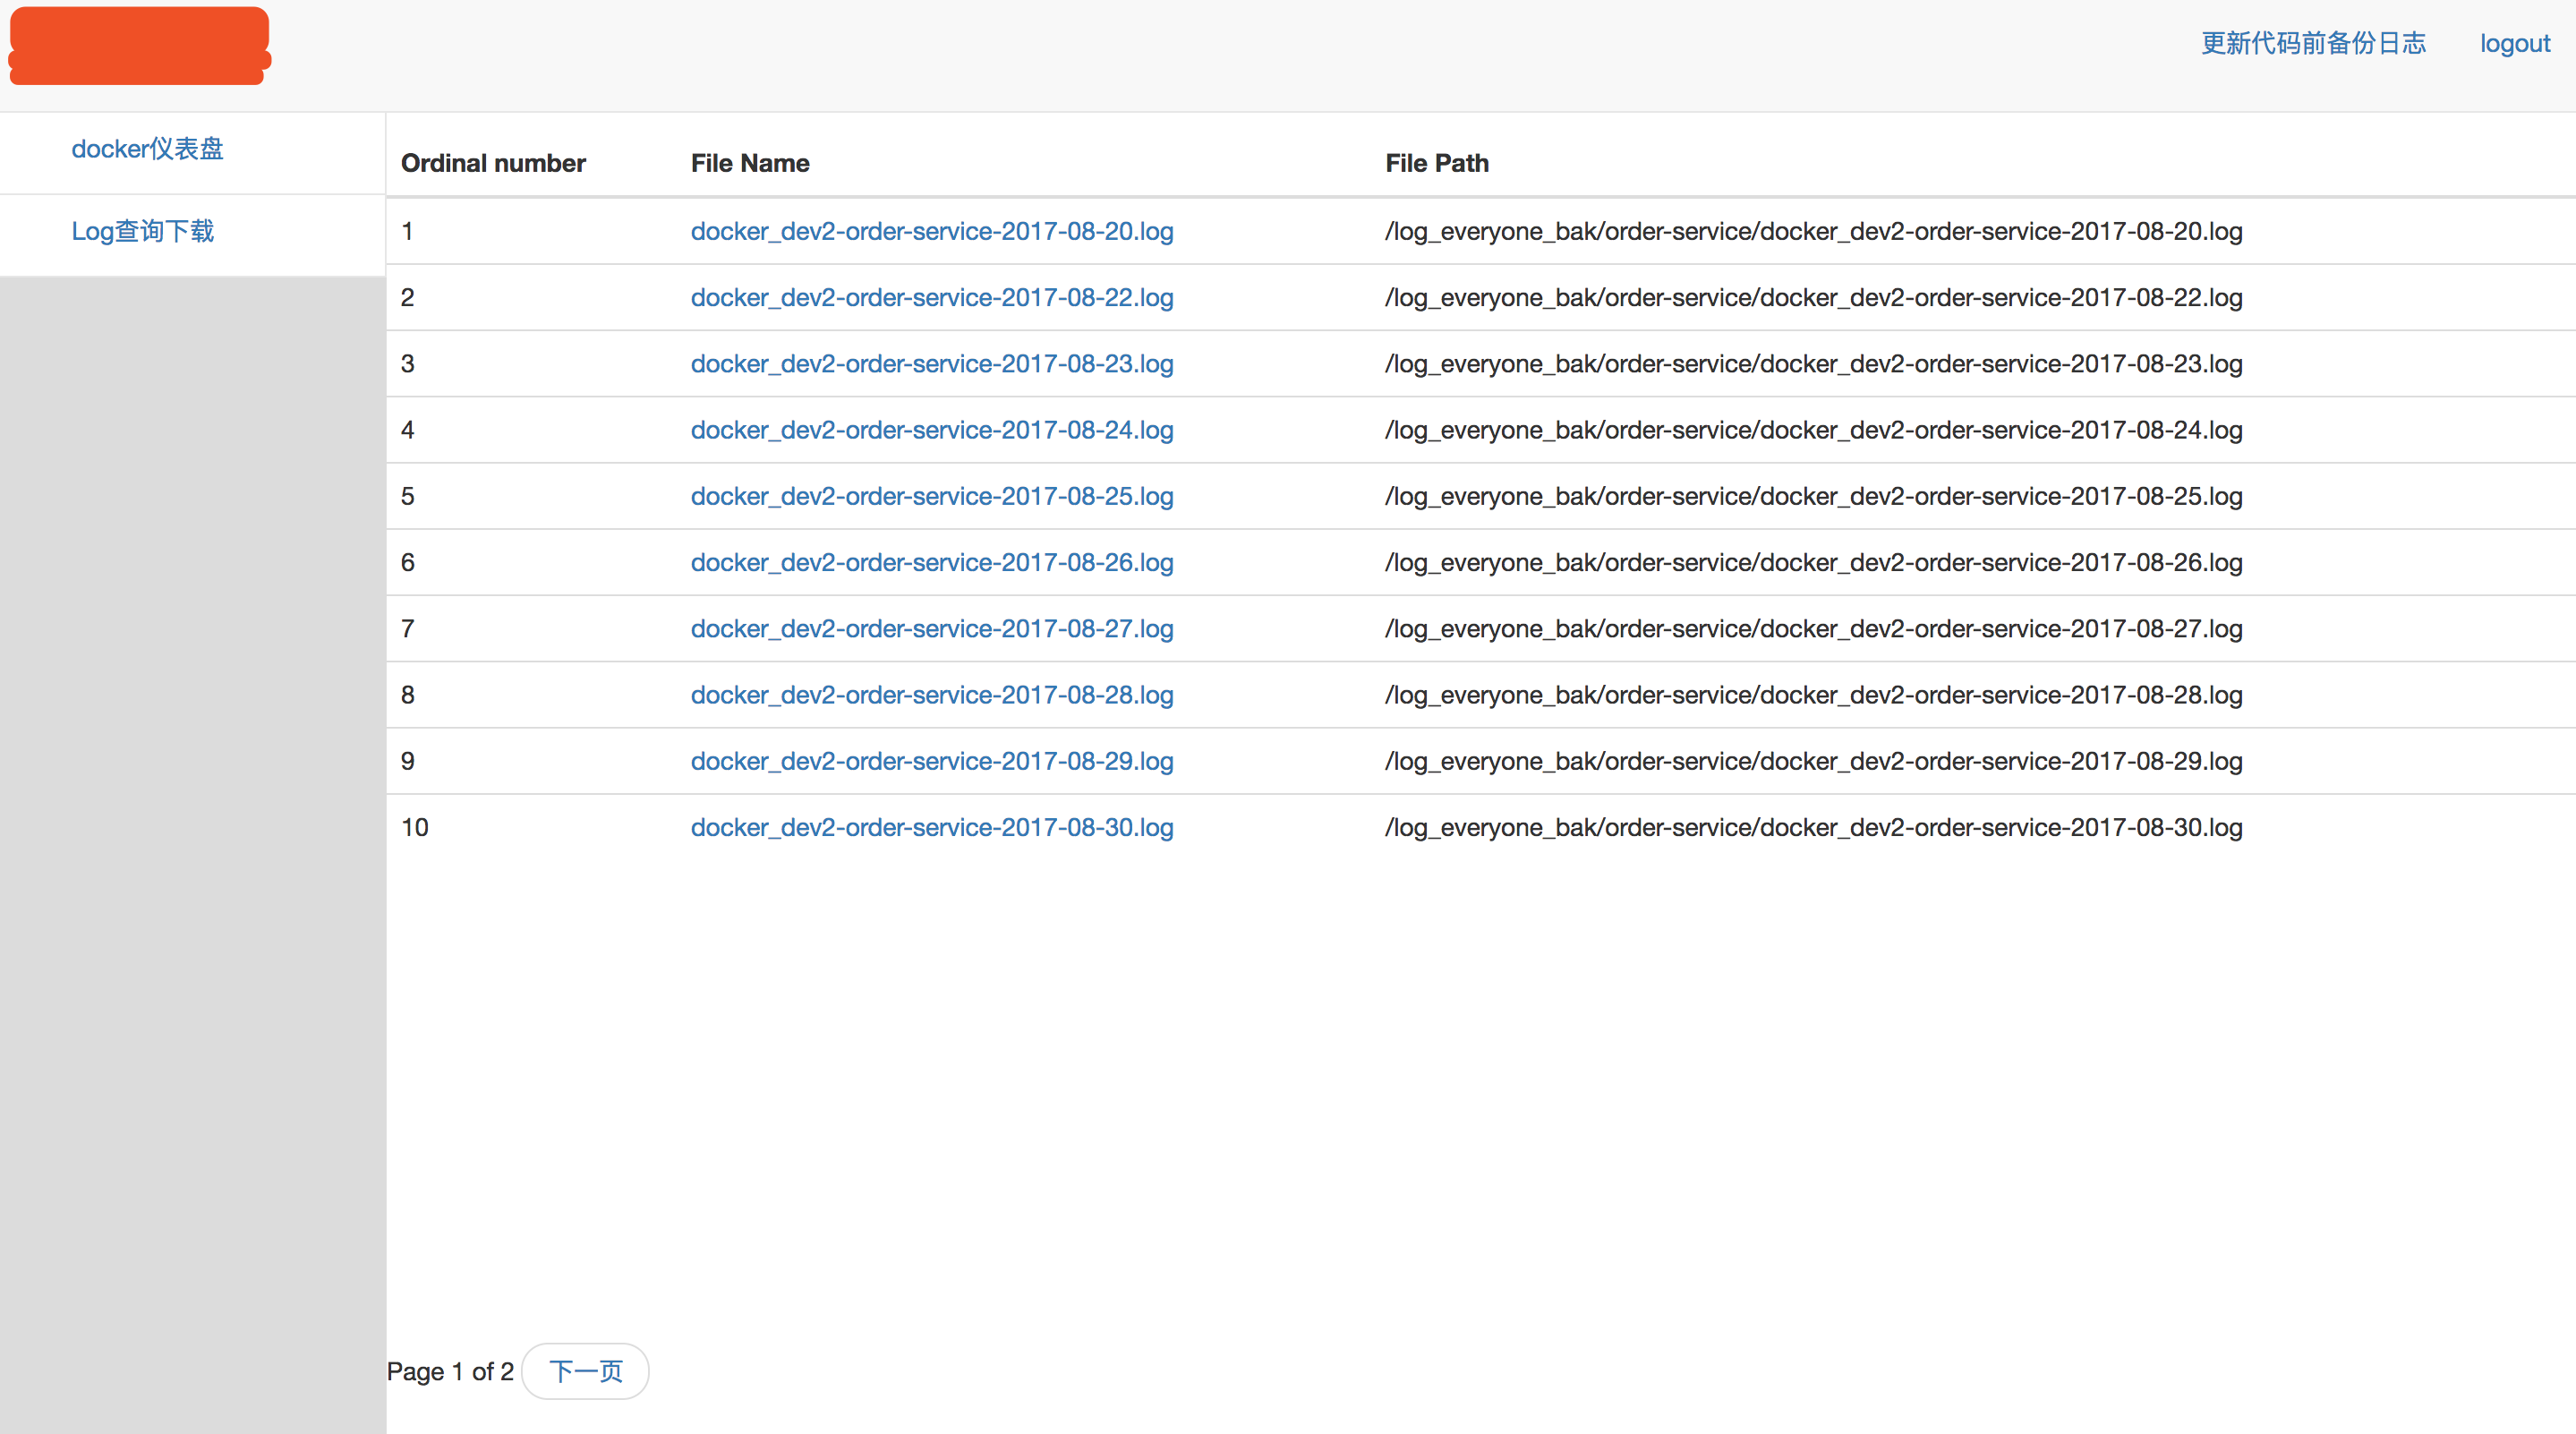 更新代码前备份日志 logout
docker仪表盘
Log查询下载
Ordinal number File Name File Path
1 docker_dev2-order-service-2017-08-20.log /log_everyone_bak/order-service/docker_dev2-order-service-2017-08-20.log
2 docker_dev2-order-service-2017-08-22.log /log_everyone_bak/order-service/docker_dev2-order-service-2017-08-22.log
3 docker_dev2-order-service-2017-08-23.log /log_everyone_bak/order-service/docker_dev2-order-service-2017-08-23.log
4 docker_dev2-order-service-2017-08-24.log /log_everyone_bak/order-service/docker_dev2-order-service-2017-08-24.log
5 docker_dev2-order-service-2017-08-25.log /log_everyone_bak/order-service/docker_dev2-order-service-2017-08-25.log
6 docker_dev2-order-service-2017-08-26.log /log_everyone_bak/order-service/docker_dev2-order-service-2017-08-26.log
7 docker_dev2-order-service-2017-08-27.log /log_everyone_bak/order-service/docker_dev2-order-service-2017-08-27.log
8 docker_dev2-order-service-2017-08-28.log /log_everyone_bak/order-service/docker_dev2-order-service-2017-08-28.log
9 docker_dev2-order-service-2017-08-29.log /log_everyone_bak/order-service/docker_dev2-order-service-2017-08-29.log
10 docker_dev2-order-service-2017-08-30.log /log_everyone_bak/order-service/docker_dev2-order-service-2017-08-30.log
Page 1 of 2 下一页